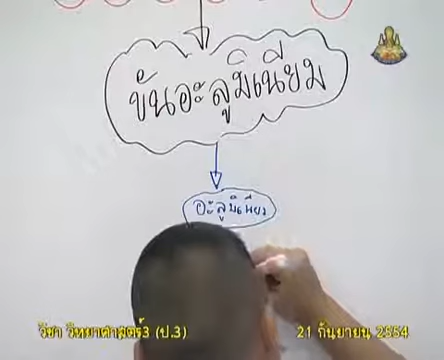 ขันอะลูมิเนียม
อะลูมิเนียม
วิชา วิทยาศาสตร์3 (ป.3)
21 กันยายน 2554